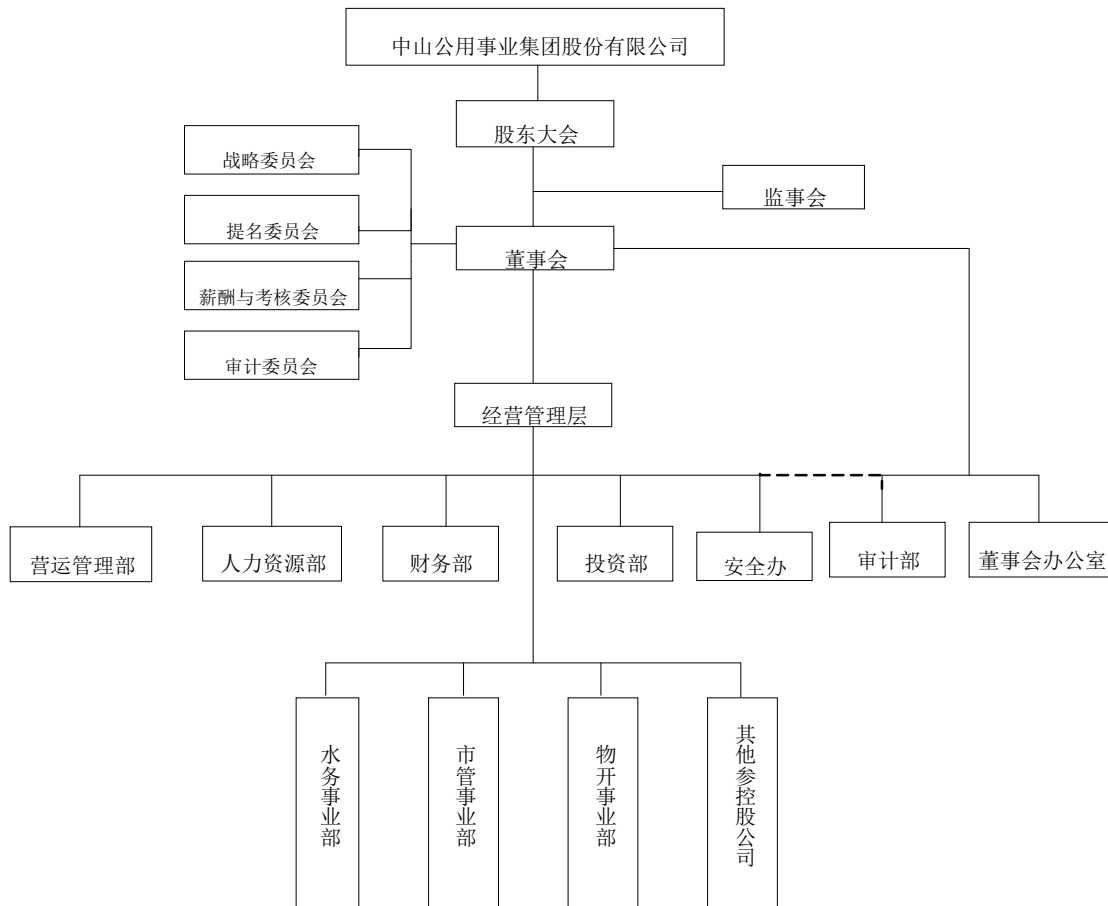 中山公用事业集团股份有限公司
股东大会
战略委员会
监事会
提名委员会
董事会
薪酬与考核委员会
审计委员会
经营管理层
营运管理部
人力资源部
财务部
投资部
安全办
审计部
董事会办公室
水务事业部
市管事业部
物开事业部
其他参控股公司